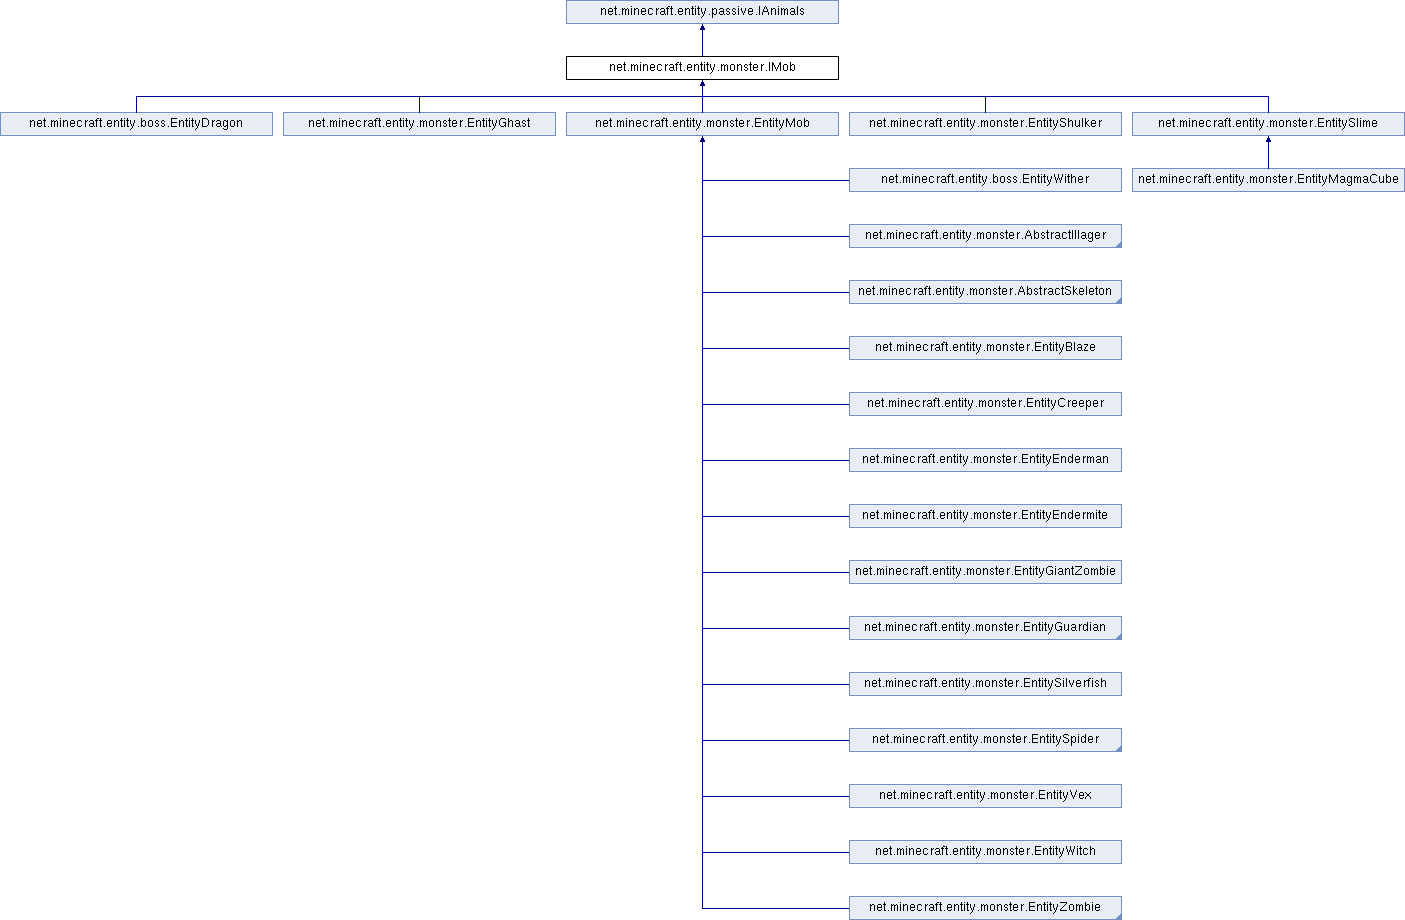 net.minecraft.entity.passive.IAnimals
net.minecraft.entity.monster.IMob
net.minecraft.entity.boss.EntityDragon
net.minecraft.entity.monster.EntityGhast
net.minecraft.entity.monster.EntityMob
net.minecraft.entity.monster.EntityShulker
net.minecraft.entity.monster.EntitySlime
net.minecraft.entity.boss.EntityWither
net.minecraft.entity.monster.EntityMagmaCube
net.minecraft.entity.monster.AbstractIllager
net.minecraft.entity.monster.AbstractSkeleton
net.minecraft.entity.monster.EntityBlaze
net.minecraft.entity.monster.EntityCreeper
net.minecraft.entity.monster.EntityEnderman
net.minecraft.entity.monster.EntityEndermite
net.minecraft.entity.monster.EntityGiantZombie
net.minecraft.entity.monster.EntityGuardian
net.minecraft.entity.monster.EntitySilverfish
net.minecraft.entity.monster.EntitySpider
net.minecraft.entity.monster.EntityVex
net.minecraft.entity.monster.EntityWitch
net.minecraft.entity.monster.EntityZombie